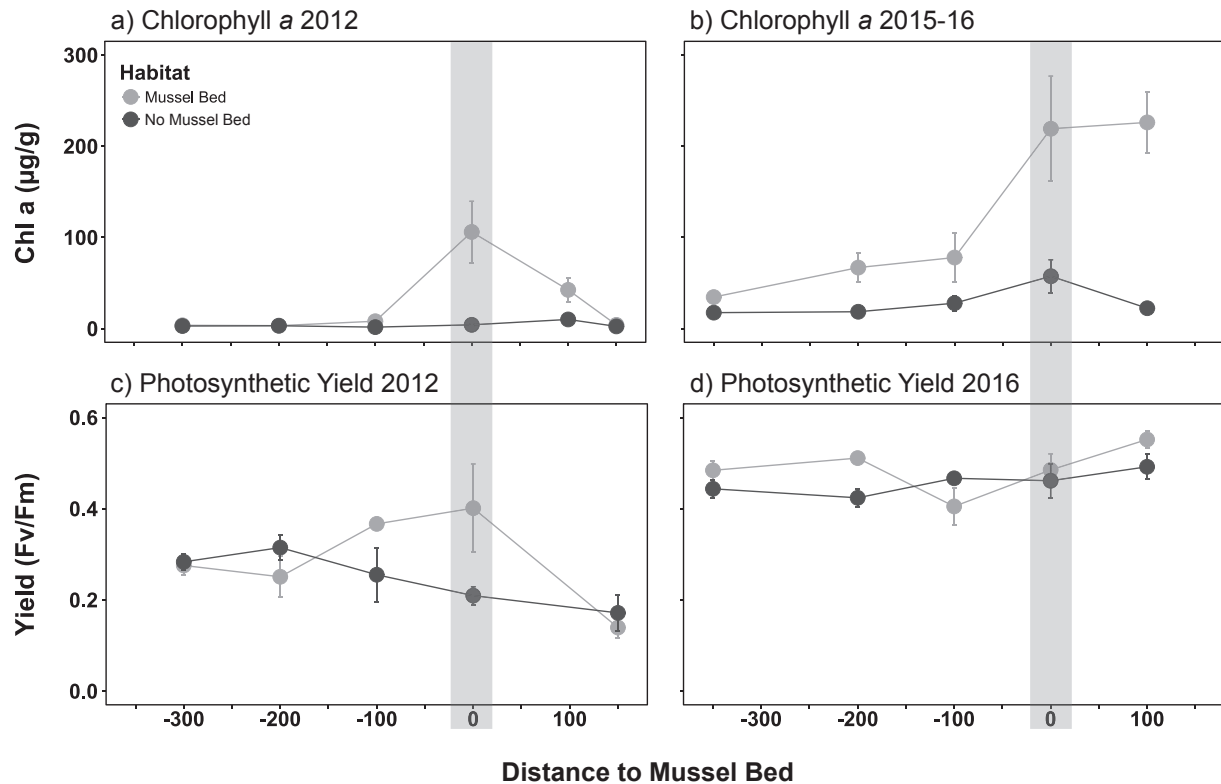 a) Chlorophyll a 2012
b) Chlorophyll a 2015-16
Habitat
Mussel Bed
No Mussel Bed
Chl a (µg/g)
300
200
100
0
c) Photosynthetic Yield 2012
d) Photosynthetic Yield 2016
Yield (Fv/Fm)
0.6
0.4
0.2
0.0
-300 -200 -100 0 100
-300 -200 -100 0 100
Distance to Mussel Bed